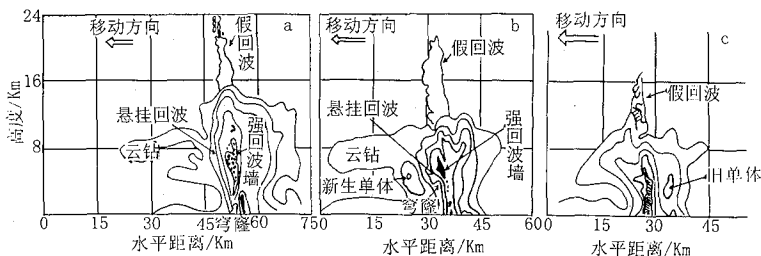 24
16
8
0
高度/Km
移动方向
a
假回波
悬挂回波
强回波墙
云钻
0 15 30 45 60 75
穹窿
水平距离/Km
移动方向
b
假回波
悬挂回波
强回波墙
云钻
新生单体
穹窿
0 15 30 45 60
水平距离/Km
移动方向
c
假回波
旧单体
0 15 30 45
水平距离/Km